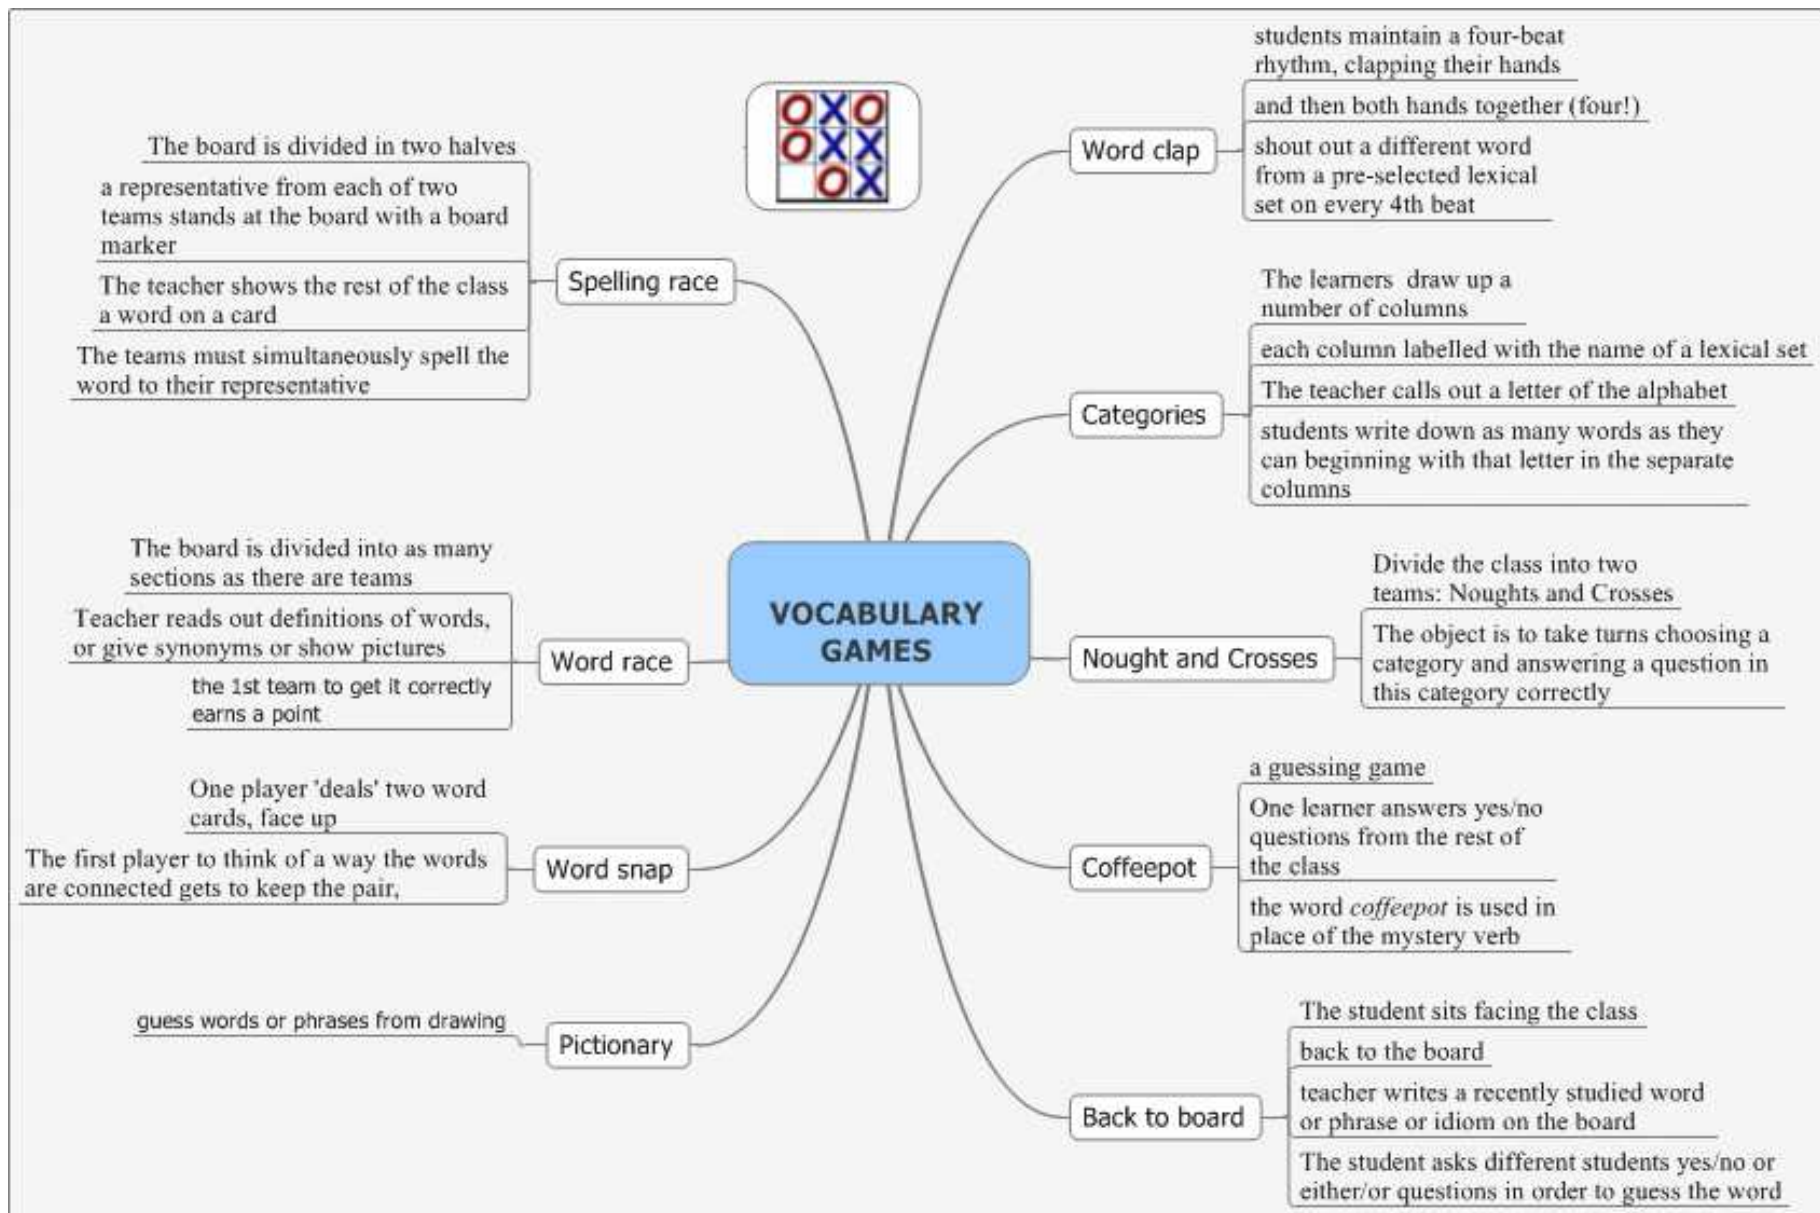 VOCABULARY
GAMES
Word clap
students maintain a four-beat
rhythm, clapping their hands
and then both hands together (four!)
shout out a different word
from a pre-selected lexical
set on every 4th beat
Categories
The learners draw up a
number of columns
each column labelled with the name of a lexical set
The teacher calls out a letter of the alphabet
students write down as many words as they
can beginning with that letter in the separate
columns
Nought and Crosses
Divide the class into two
teams: Noughts and Crosses
The object is to take turns choosing a
category and answering a question in
this category correctly
Coffeepot
a guessing game
One learner answers yes/no
questions from the rest of
the class
the word coffeepot is used in
place of the mystery verb
Back to board
The student sits facing the class
back to the board
teacher writes a recently studied word
or phrase or idiom on the board
The student asks different students yes/no or
either/or questions in order to guess the word
O X O
O X X
O X
Spelling race
The board is divided in two halves
a representative from each of two
teams stands at the board with a board
marker
The teacher shows the rest of the class
a word on a card
The teams must simultaneously spell the
word to their representative
Word race
The board is divided into as many
sections as there are teams
Teacher reads out definitions of words,
or give synonyms or show pictures
the 1st team to get it correctly
earns a point
Word snap
One player 'deals' two word
cards, face up
The first player to think of a way the words
are connected gets to keep the pair,
Pictionary
guess words or phrases from drawing